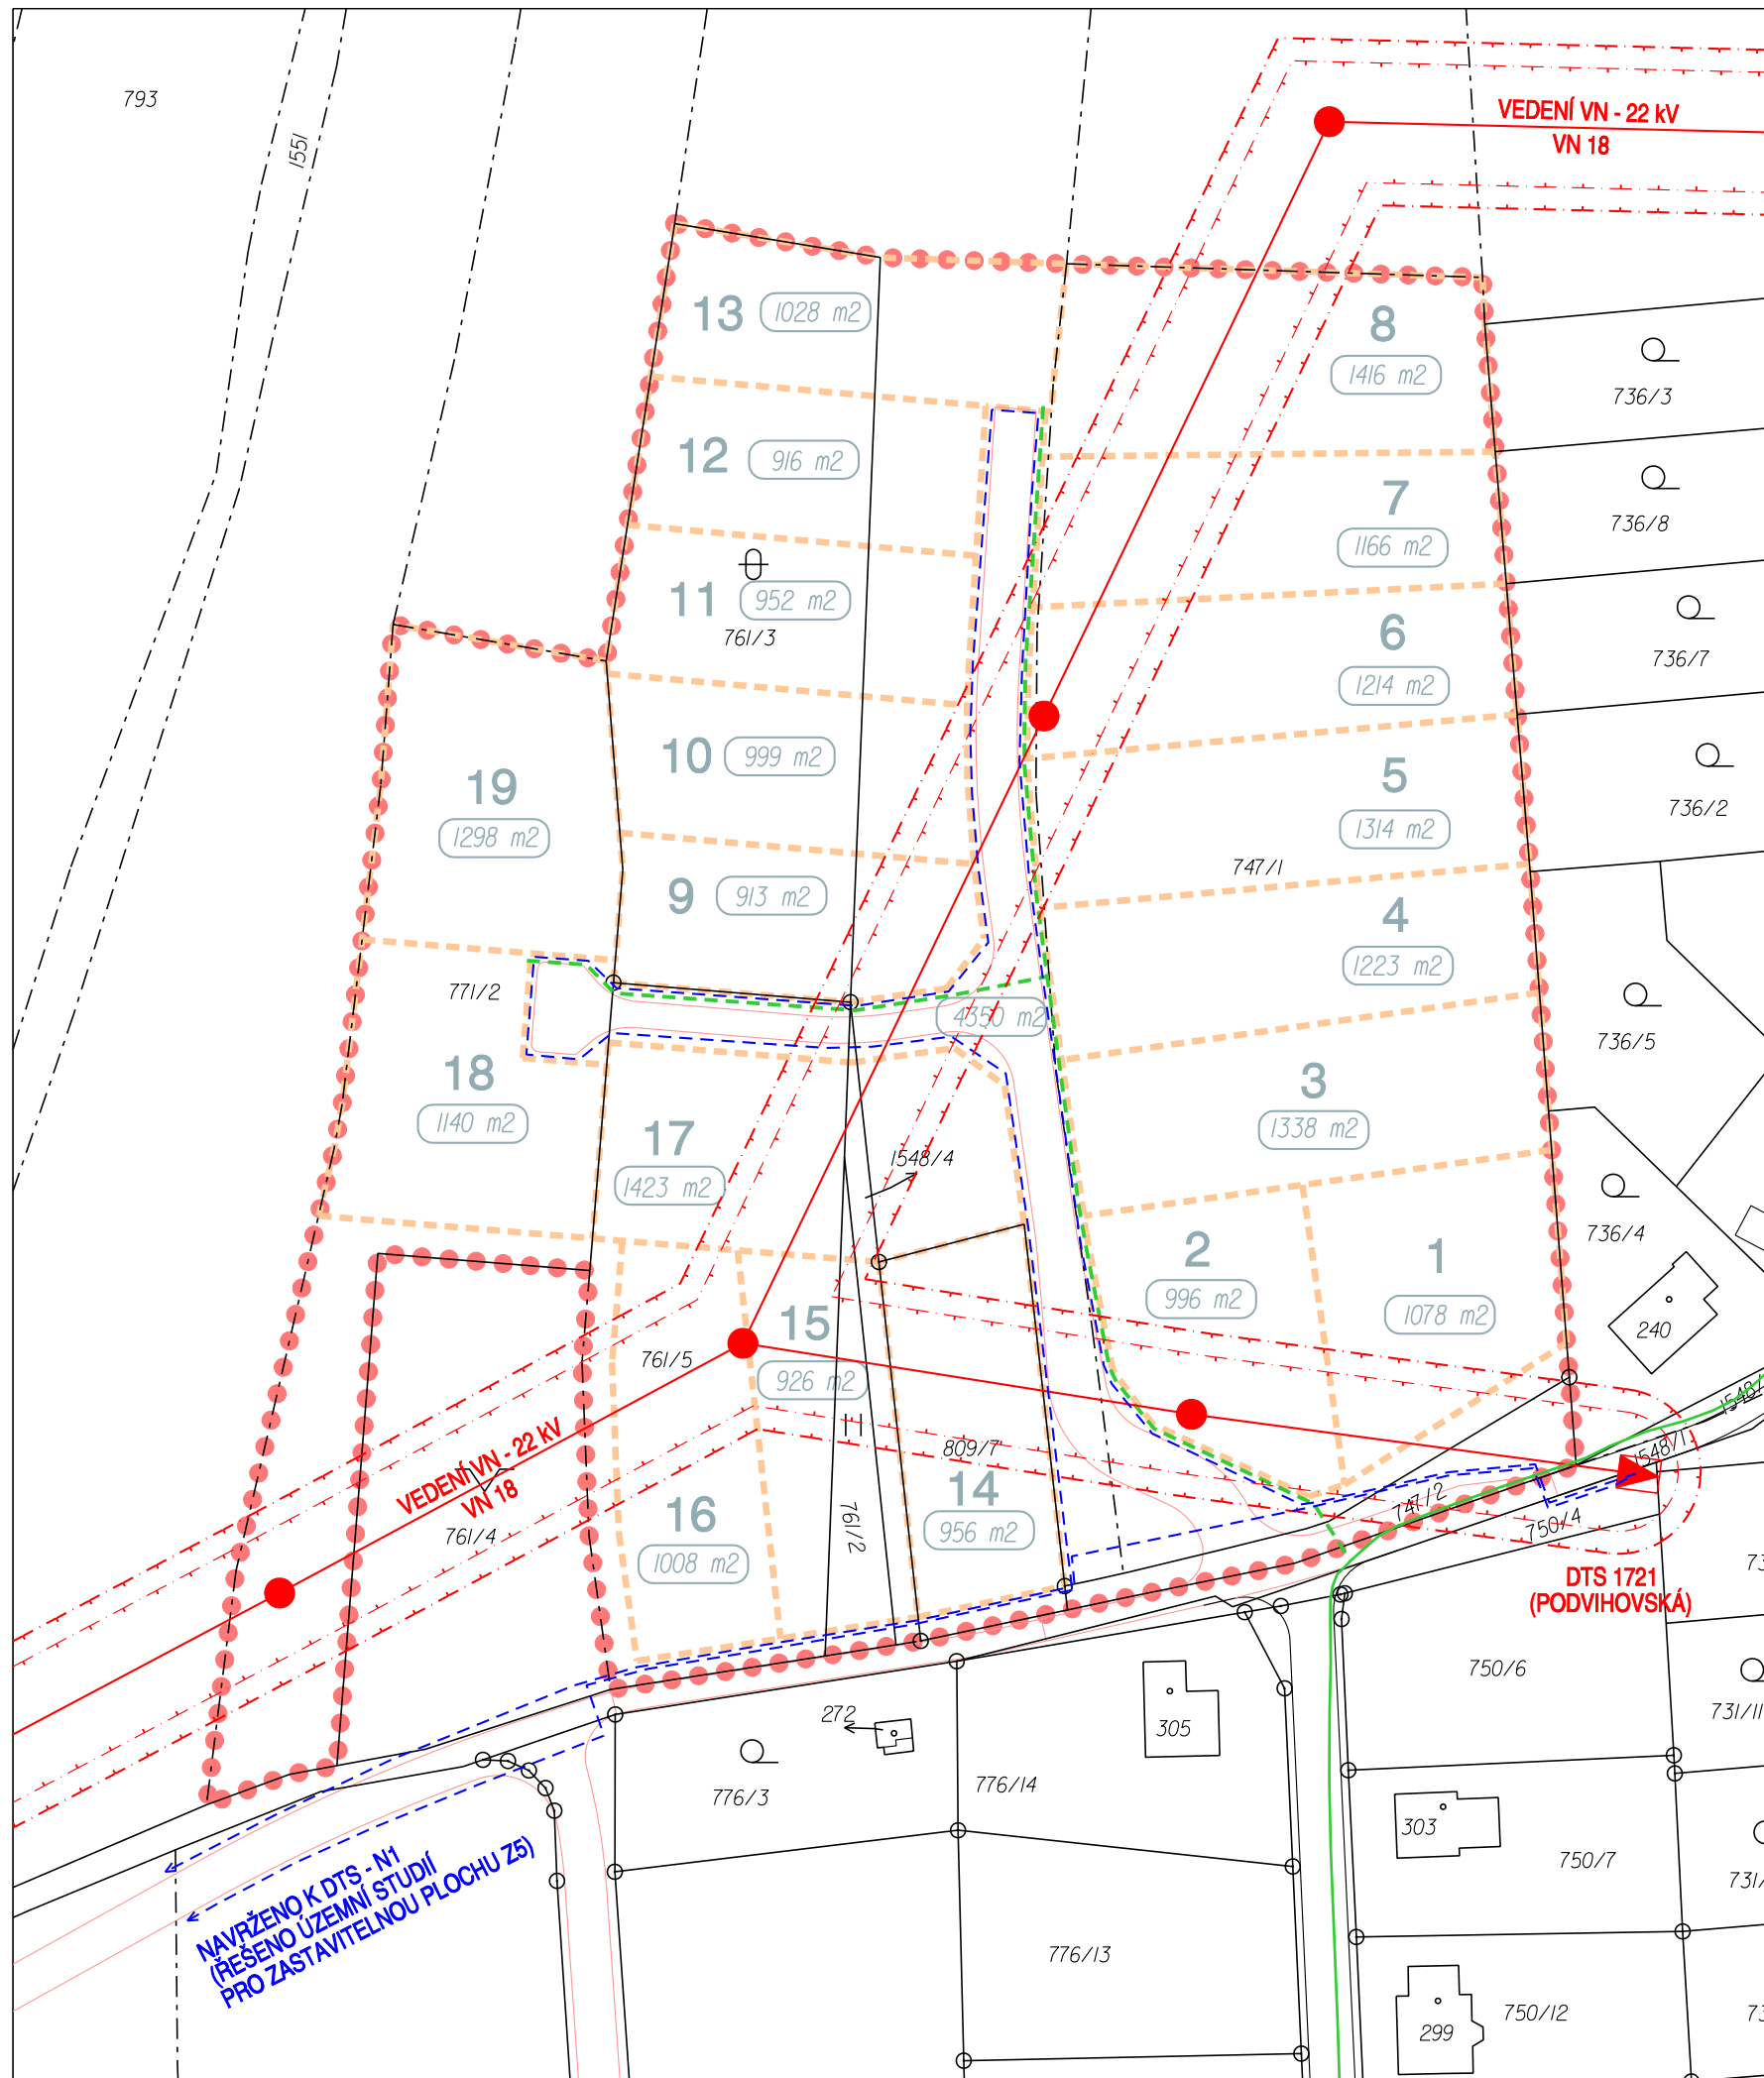 793
1551
VEDENÍ VN - 22 kV
VN 18
13
1028 m2
8
1416 m2
736/3
12
916 m2
7
1166 m2
736/8
11
952 m2
761/3
6
1214 m2
736/7
10
999 m2
5
1314 m2
736/2
19
1298 m2
9
913 m2
747/1
4
1223 m2
771/2
4350 m2
736/5
18
1140 m2
3
1338 m2
17
1423 m2
1548/4
736/4
2
996 m2
1
1078 m2
240
15
926 m2
761/5
VEDENÍ VN - 22 kV
VN 18
761/4
809/7
14
956 m2
16
1008 m2
761/2
747/2
750/4
1548/1
DTS 1721
(PODVIHOVSKÁ)
272
305
750/6
731/11
776/3
776/14
303
750/7
NAVRŽENO K DTS - N1
(ŘEŠENO ÚZEMNÍ STUDIÍ
PRO ZASTAVITELNOU PLOCHU Z5)
776/13
750/12
299